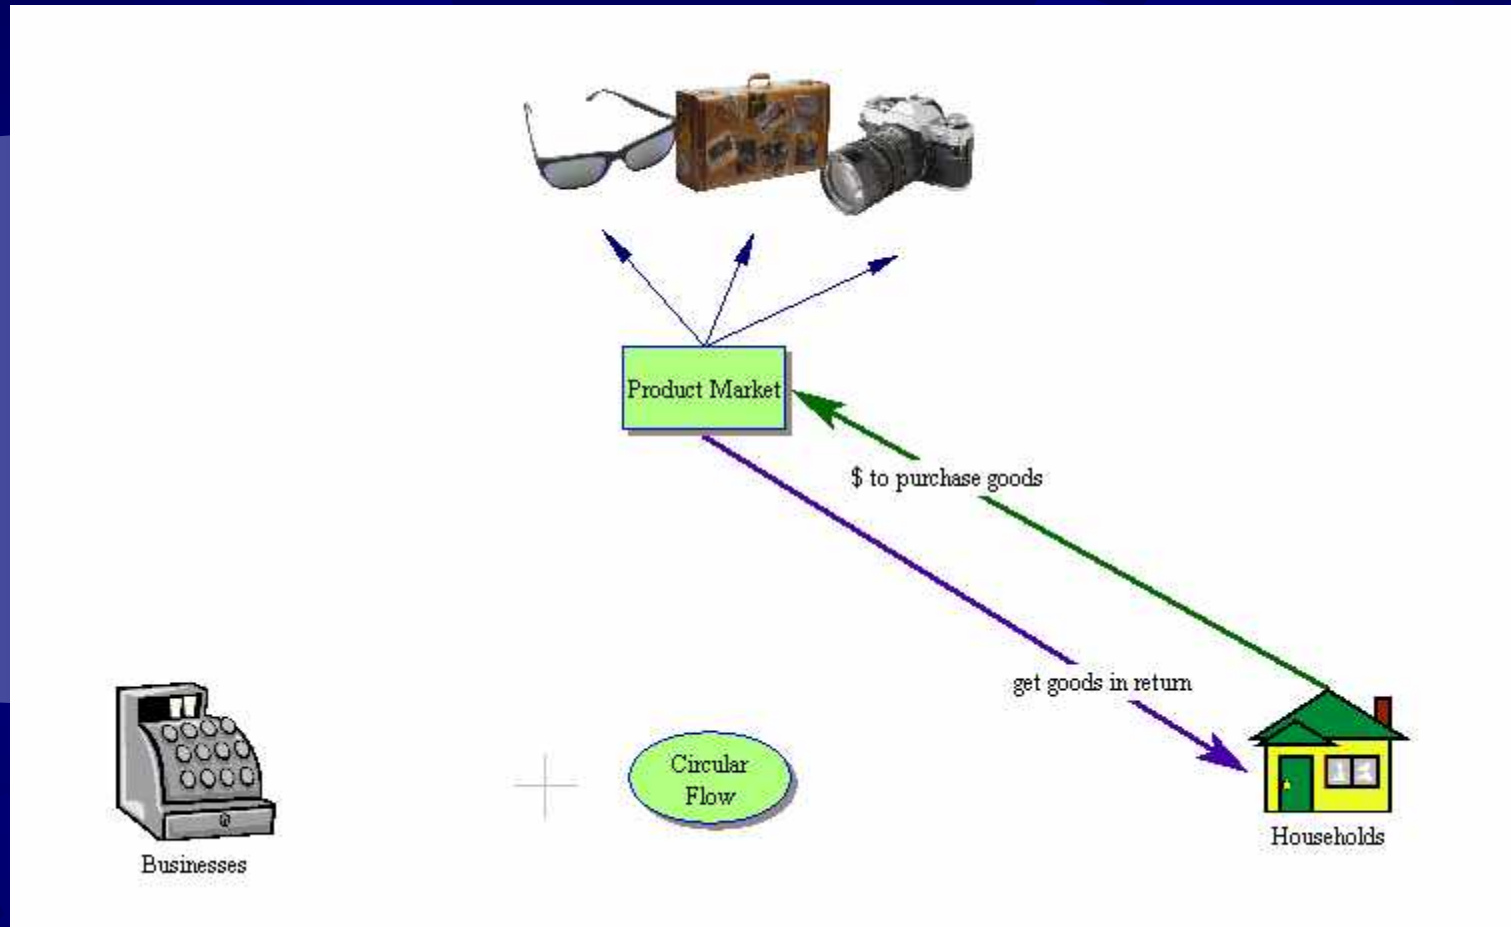 Product Market
$ to purchase goods
get goods in return
Circular
Flow
Businesses
Households